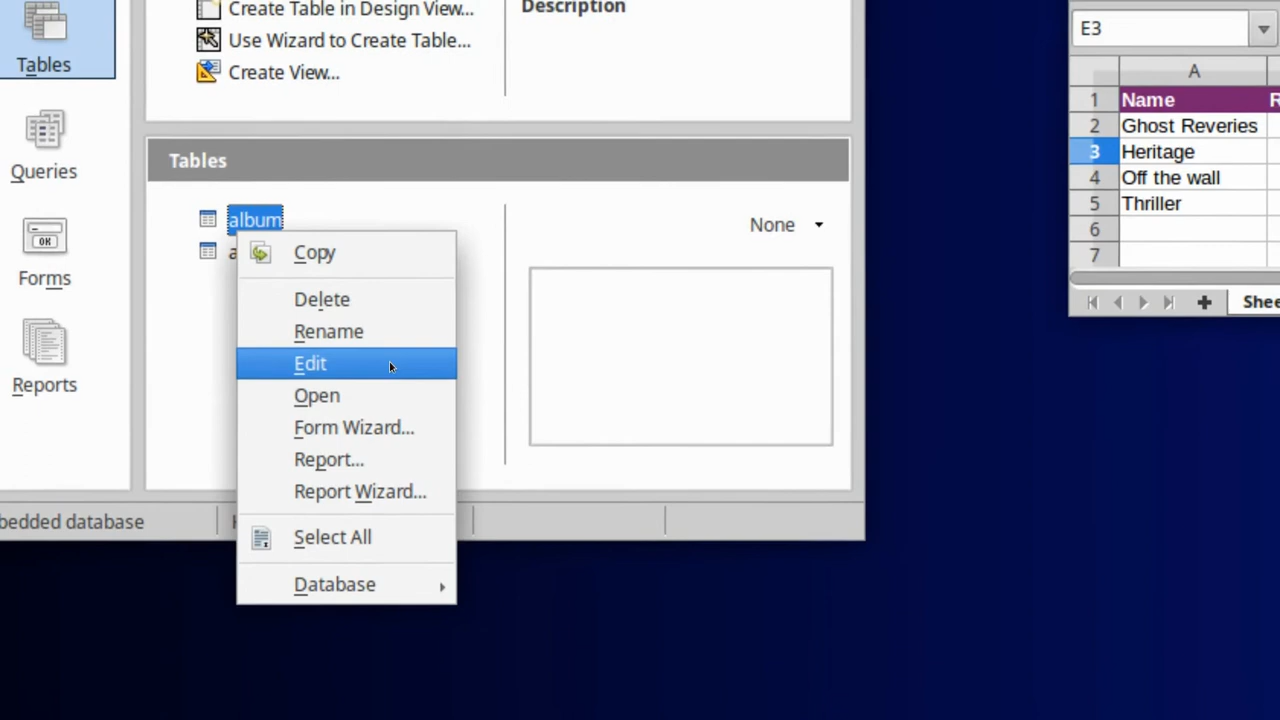 Create Table in Design View...
Use Wizard to Create Table...
Create View...
Description
Tables
Queries
Forms
Reports
Tables
album
None
Copy
Delete
Rename
Edit
Open
Form Wizard...
Report...
Report Wizard...
Select All
Database
database
E3
A
1 Name
2 Ghost Reveries
3 Heritage
4 Off the wall
5 Thriller
6
7
OK